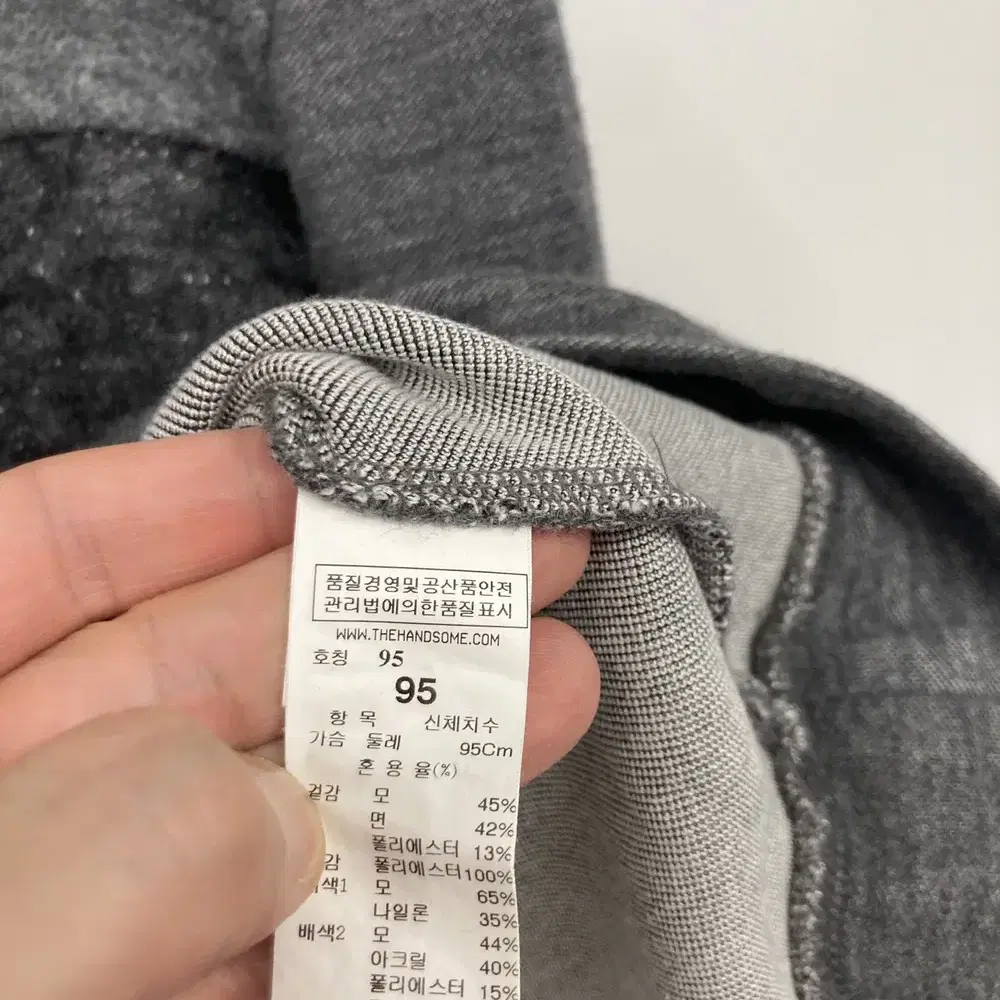 품질경영및공산품안전
관리법에의한품질표시
WWW.THEHANDSOME.COM
호칭 95
95
항 목 신체치수
가슴 둘레 95Cm
혼 용 율(%)
겉감 모 45%
면 42%
폴리에스터 13%
감 폴리에스터 100%
색1 모 65%
나일론 35%
배색2 모 44%
아크릴 40%
폴리에스터 15%